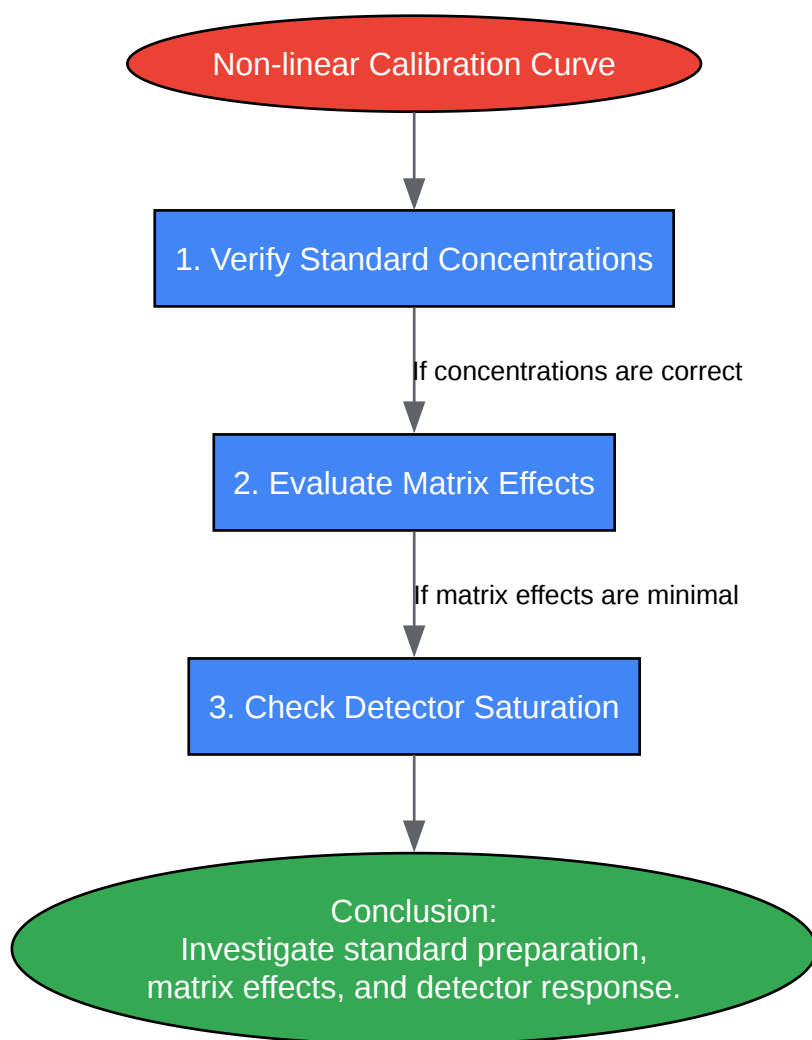 Non-linear Calibration Curve
1. Verify Standard Concentrations
If concentrations are correct
2. Evaluate Matrix Effects
If matrix effects are minimal
3. Check Detector Saturation
Conclusion:
Investigate standard preparation,
matrix effects, and detector response.